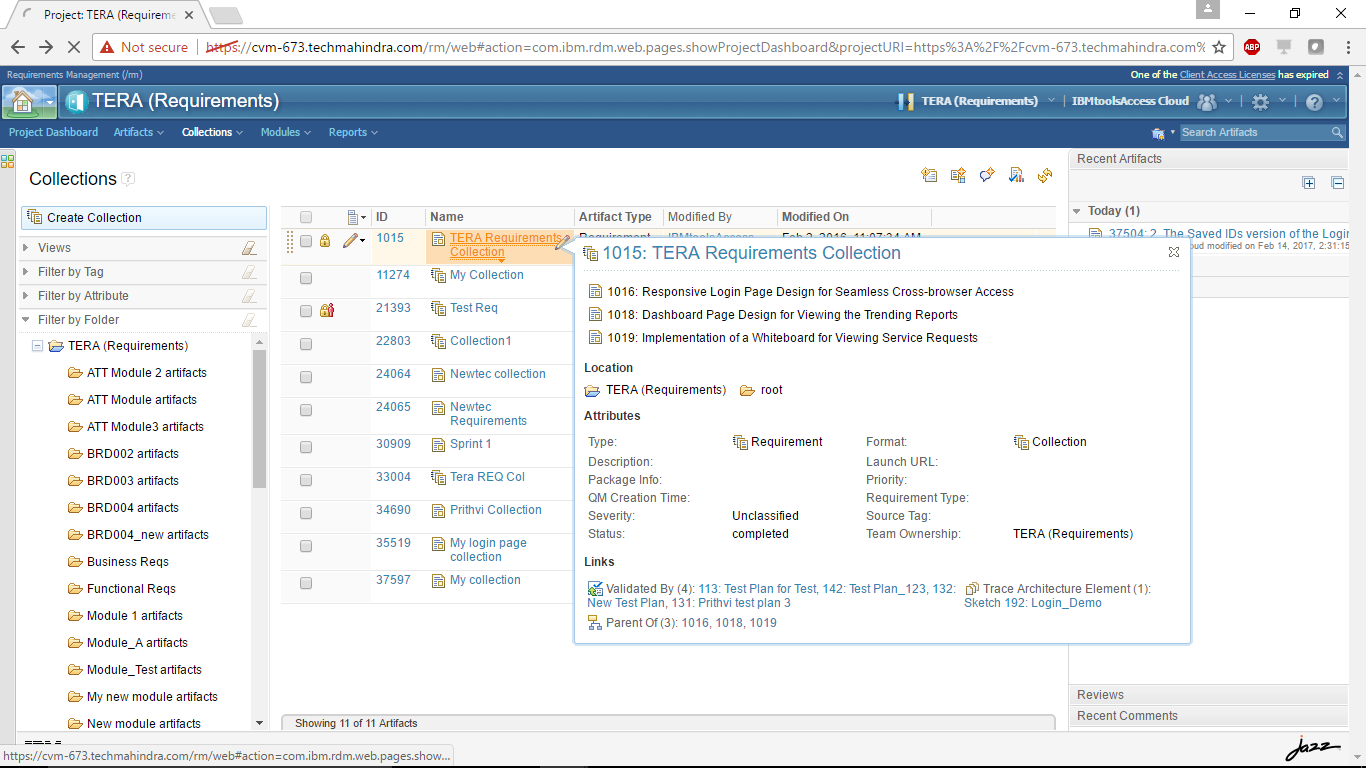 Project: TERA (Requireme
Not secure
https://cvm-673.techmahindra.com/rm/web#action=com.ibm.rdm.web.pages.showProjectDashboard&projectURI=https%3A%2F%2Fcvm-673.techmahindra.com%
ABP
Requirements Management (/rm)
One of the Client Access Licenses has expired
TERA (Requirements)
TERA (Requirements)
IBMtoolsAccess Cloud
Project Dashboard Artifacts Collections Modules Reports
Search Artifacts
Collections ?
Create Collection
Views
Filter by Tag
Filter by Attribute
Filter by Folder
TERA (Requirements)
ATT Module 2 artifacts
ATT Module artifacts
ATT Module3 artifacts
BRD002 artifacts
BRD003 artifacts
BRD004 artifacts
BRD004_new artifacts
Business Reqs
Functional Reqs
Module 1 artifacts
Module_A artifacts
Module_Test artifacts
My new module artifacts
New module artifacts
ID Name Artifact Type Modified By Modified On
1015 TERA Requirements Collection
11274 My Collection
21393 Test Req
22803 Collection1
24064 Newtec collection
24065 Newtec
Requirements
30909 Sprint 1
33004 Tera REQ Col
34690 Prithvi Collection
35519 My login page
collection
37597 My collection
Showing 11 of 11 Artifacts
1015: TERA Requirements Collection
1016: Responsive Login Page Design for Seamless Cross-browser Access
1018: Dashboard Page Design for Viewing the Trending Reports
1019: Implementation of a Whiteboard for Viewing Service Requests
Location
TERA (Requirements) root
Attributes
Type: Requirement Format: Collection
Description: Launch URL:
Package Info: Priority:
QM Creation Time: Requirement Type:
Severity: Unclassified Source Tag:
Status: completed Team Ownership: TERA (Requirements)
Links
Validated By (4): 113: Test Plan for Test, 142: Test Plan_123, 132:
New Test Plan, 131: Prithvi test plan 3
Trace Architecture Element (1):
Sketch 192: Login_Demo
Parent Of (3): 1016, 1018, 1019
Recent Artifacts
Today (1)
37504: 2. The Saved IDs version of the Login
oud modified on Feb 14, 2017, 2:31:15
Reviews
Recent Comments
https://cvm-673.techmahindra.com/rm/web#action=com.ibm.rdm.web.pages.show...
Jazz